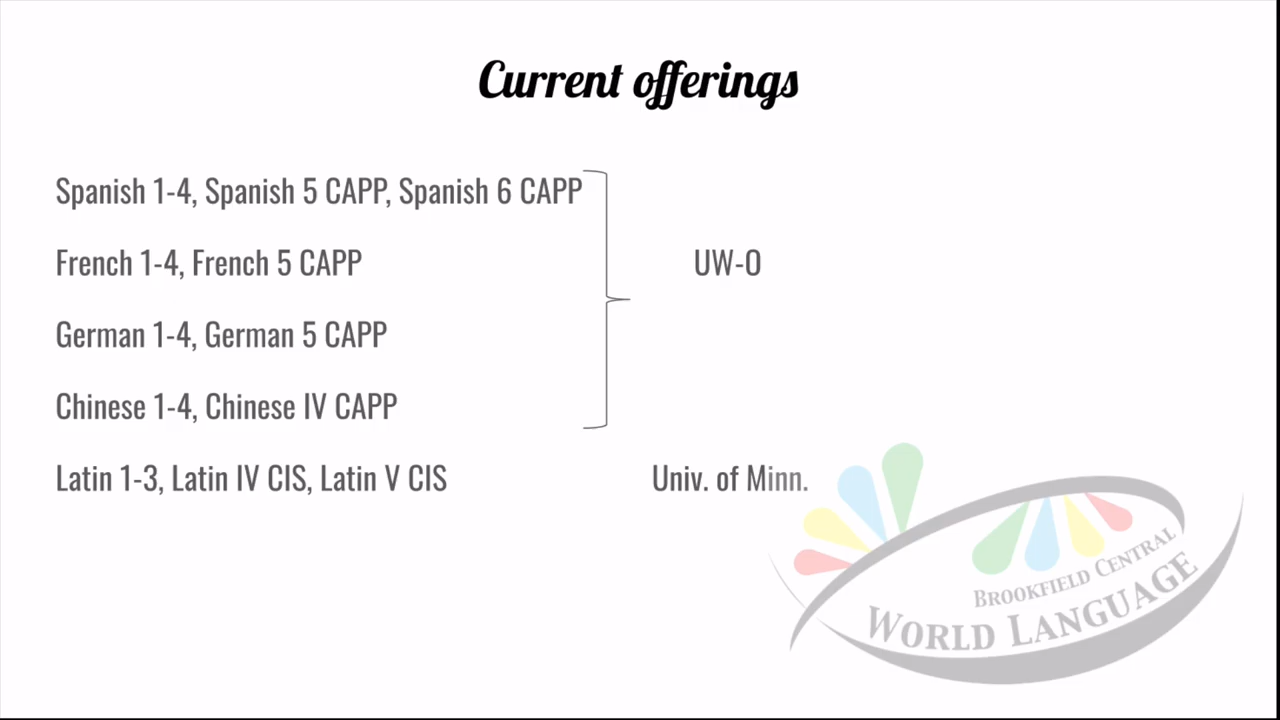 Current offerings
Spanish 1-4, Spanish 5 CAPP, Spanish 6 CAPP
French 1-4, French 5 CAPP
UW-O
German 1-4, German 5 CAPP
Chinese 1-4, Chinese IV CAPP
Latin 1-3, Latin IV CIS, Latin V CIS
Univ. of Minn.
BROOKFIELD CENTRAL
WORLD LANGUAGE